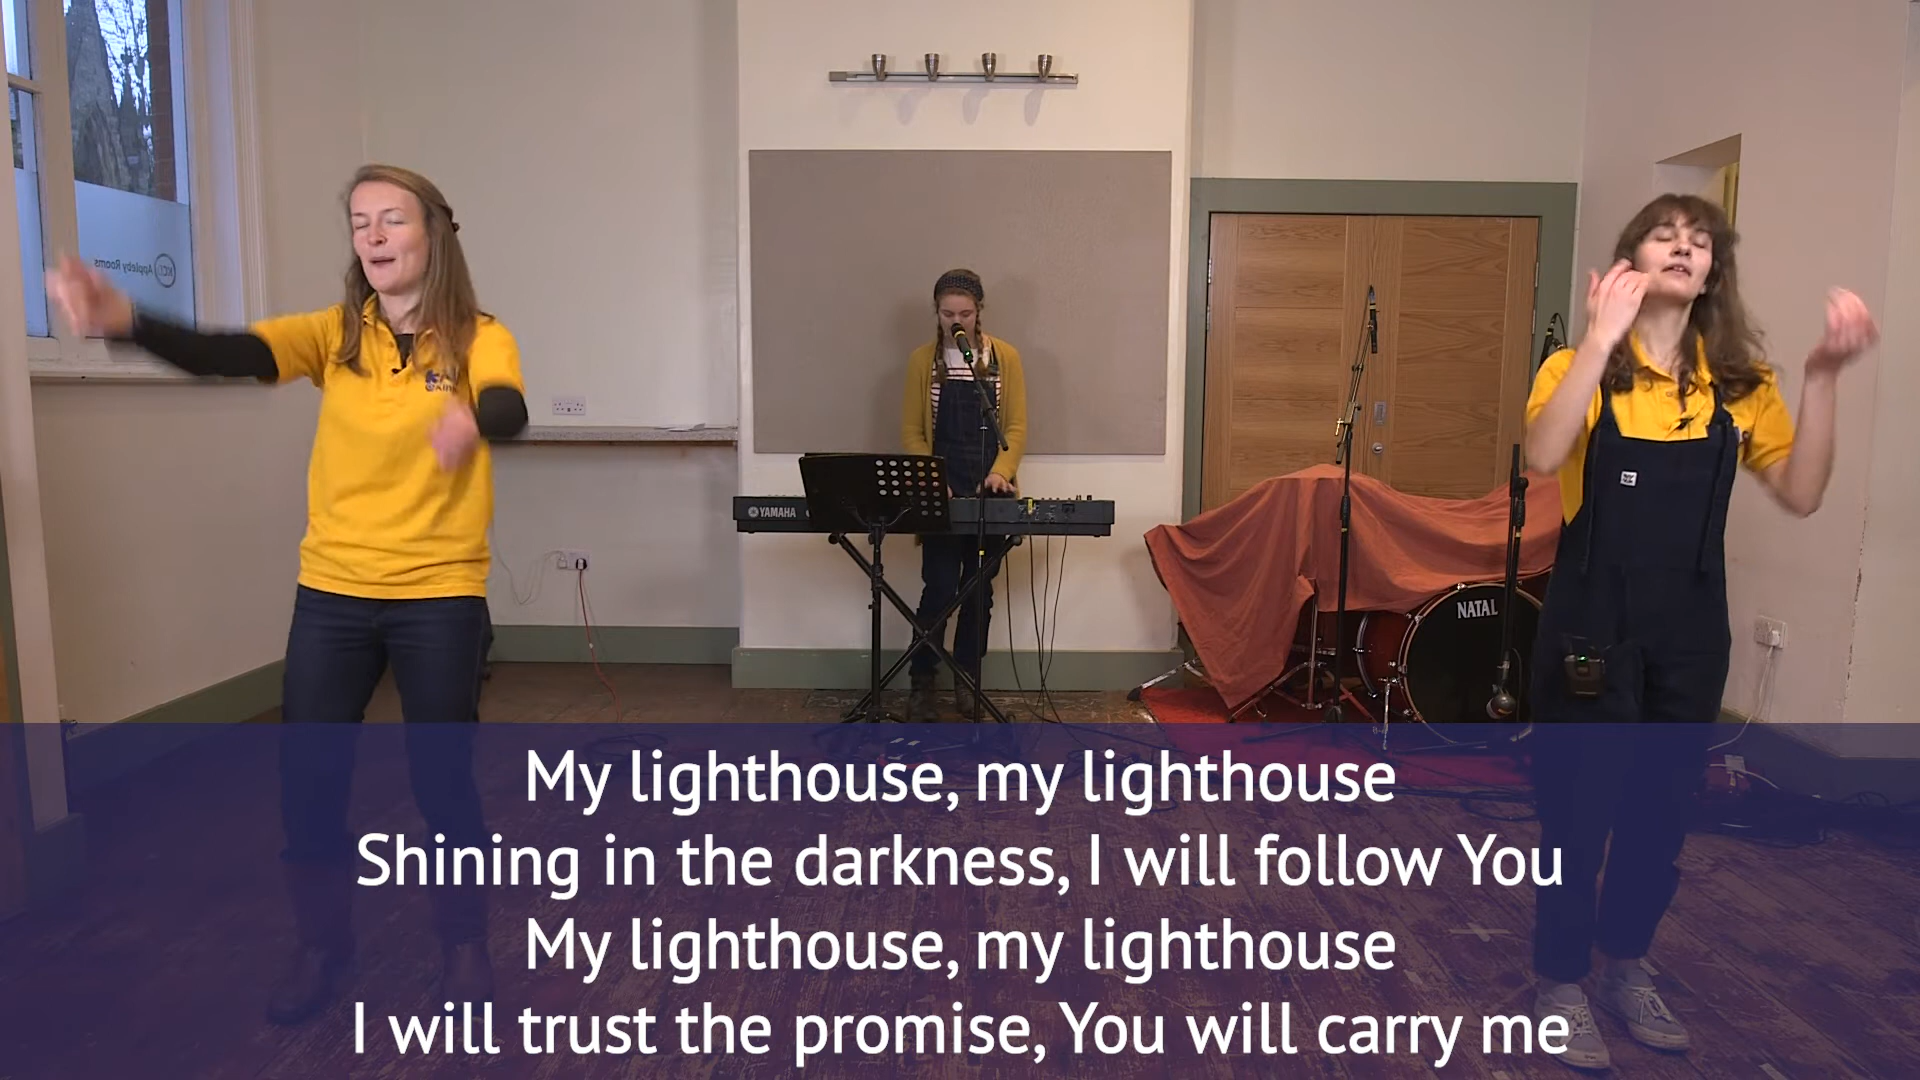 Appleby Rooms
YAMAHA
NATAL
My lighthouse, my lighthouse
Shining in the darkness, I will follow You
My lighthouse, my lighthouse
I will trust the promise, You will carry me